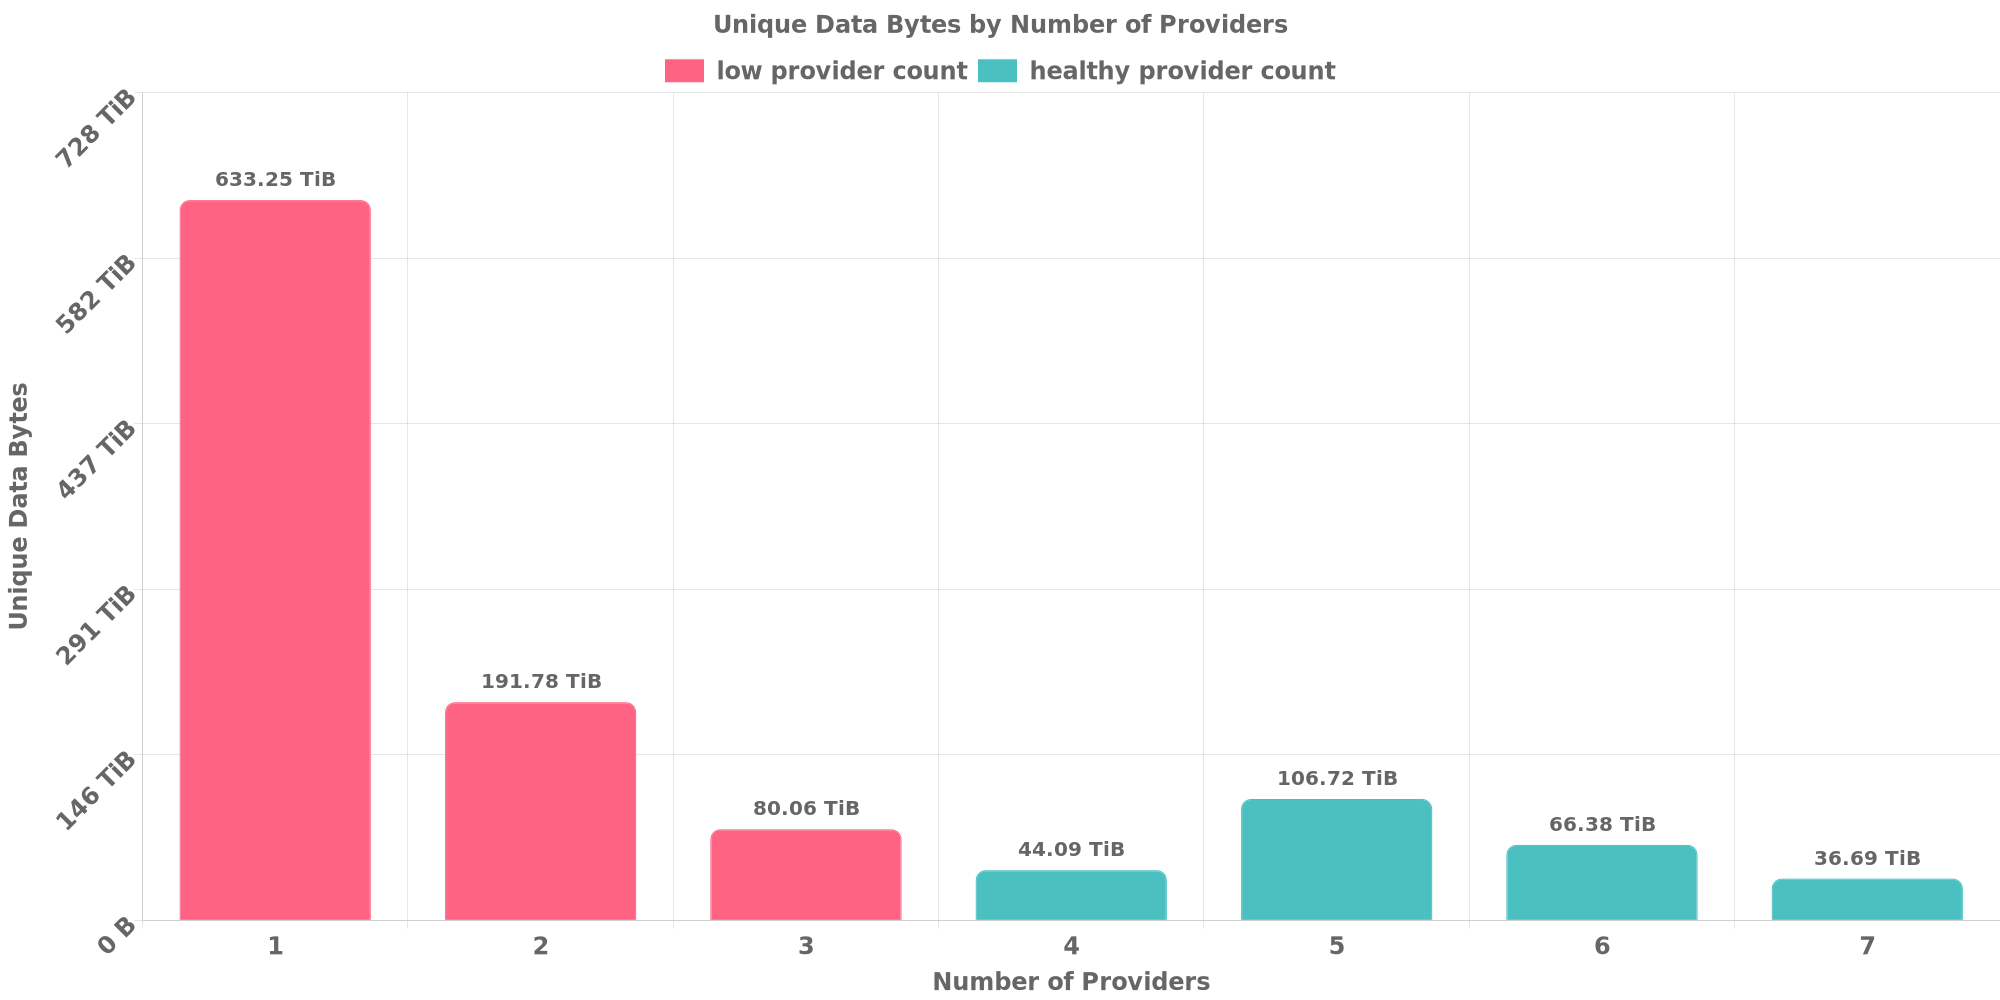 Unique Data Bytes by Number of Providers
low provider count healthy provider count
728 TiB
582 TiB
437 TiB
291 TiB
146 TiB
0 B
Unique Data Bytes
633.25 TiB
191.78 TiB
80.06 TiB
44.09 TiB
106.72 TiB
66.38 TiB
36.69 TiB
1 2 3 4 5 6 7
Number of Providers